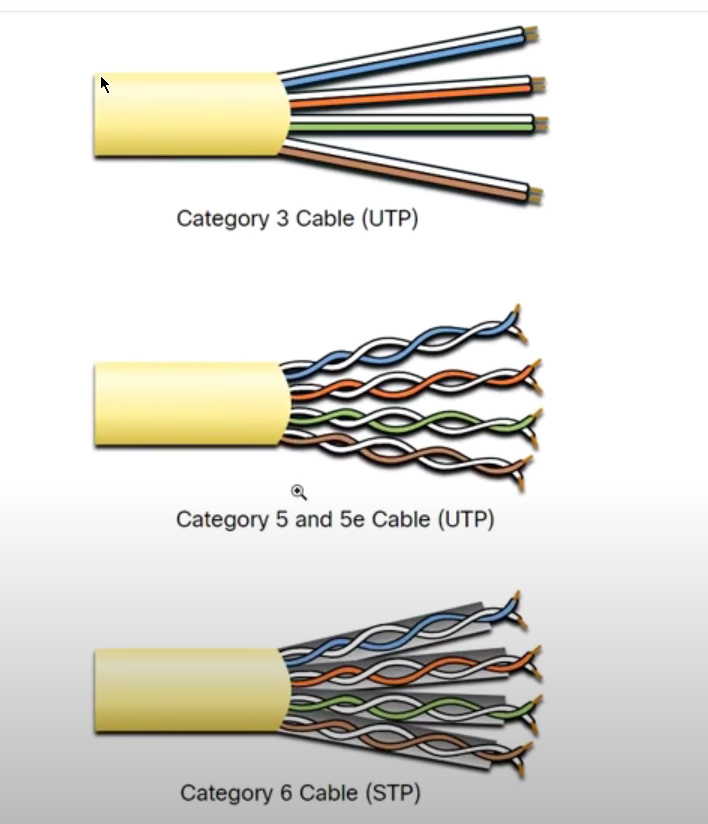 Category 3 Cable (UTP)
Category 5 and 5e Cable (UTP)
Category 6 Cable (STP)